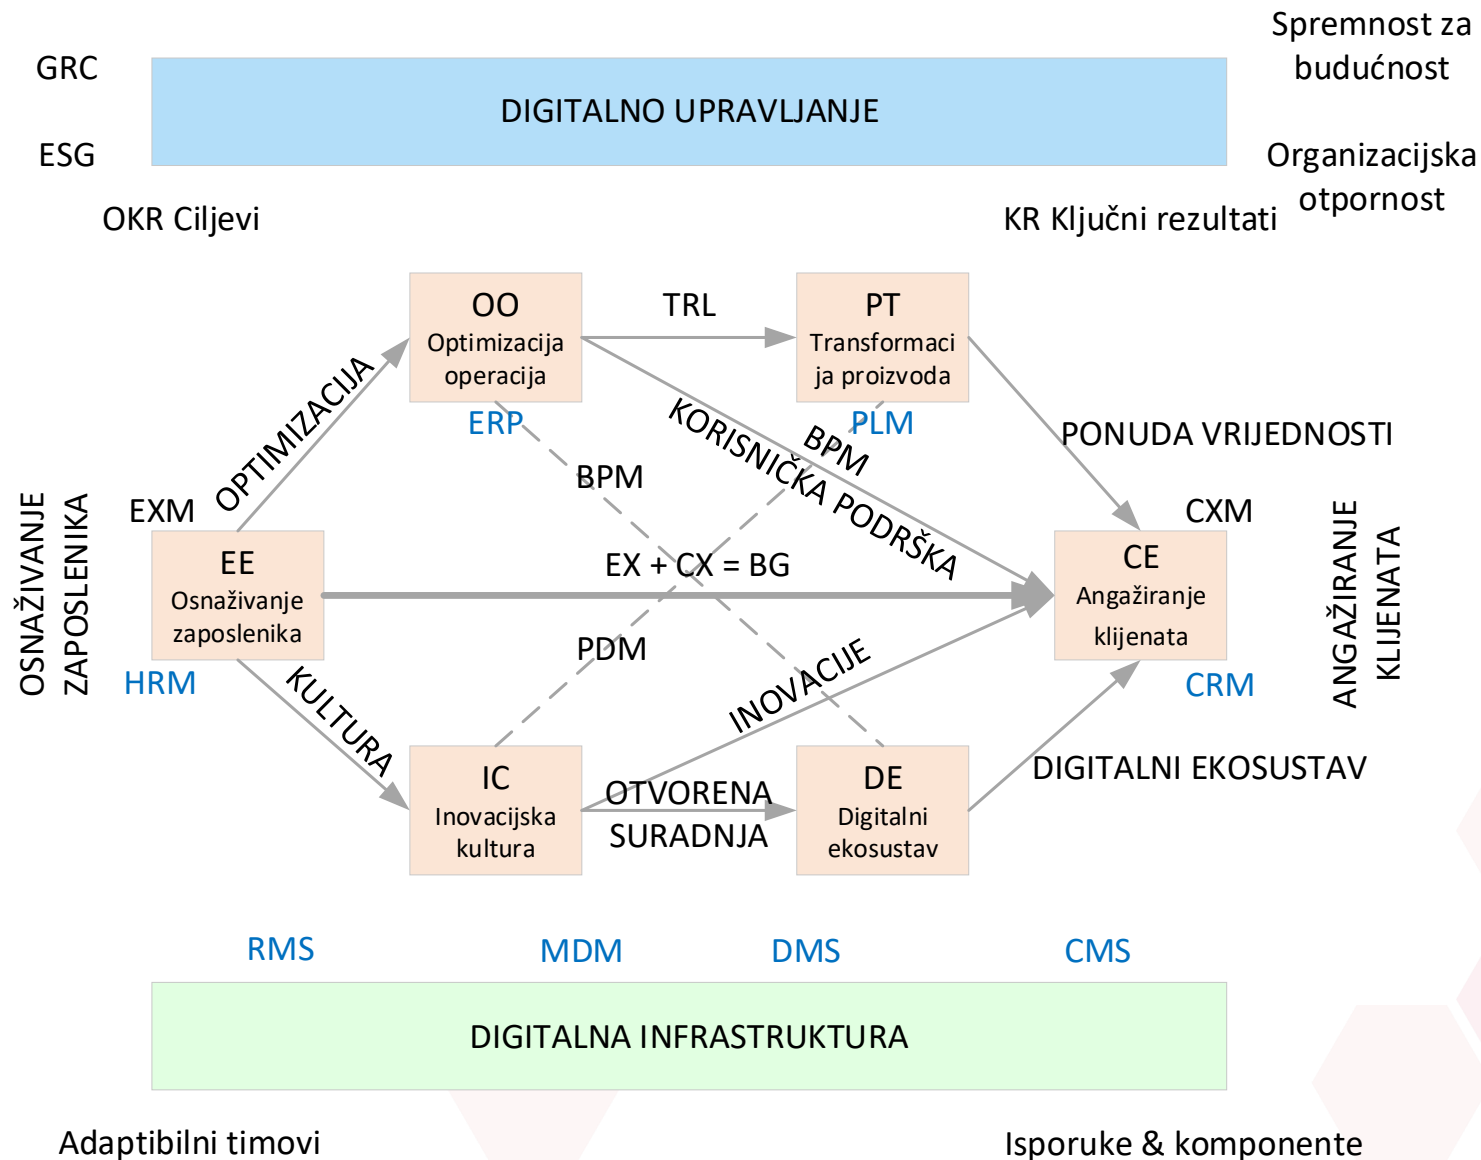 Spremnost za
budućnost
GRC
DIGITALNO UPRAVLJANJE
ESG
Organizacijska
otpornost
OKR Ciljevi
KR Ključni rezultati
OO
Optimizacija
operacija
ERP
TRL
PT
Transformaci
ja proizvoda
PLM
OPTIMIZACIJA
KORISNIČKA PODRŠKA
BPM
BPM
PONUDA VRIJEDNOSTI
OSNAŽIVANJE
ZAPOSLENIKA
EXM
EE
Osnaživanje
zaposlenika
HRM
EX + CX = BG
CXM
CE
Angažiranje
klijenata
CRM
ANGAŽIRANJE
KLIJENATA
PDM
KULTURA
INOVACIJE
IC
Inovacijska
kultura
OTVORENA
SURADNJA
DE
Digitalni
ekosustav
DIGITALNI EKOSUSTAV
RMS
MDM
DMS
CMS
DIGITALNA INFRASTRUKTURA
Adaptibilni timovi
Isporuke & komponente